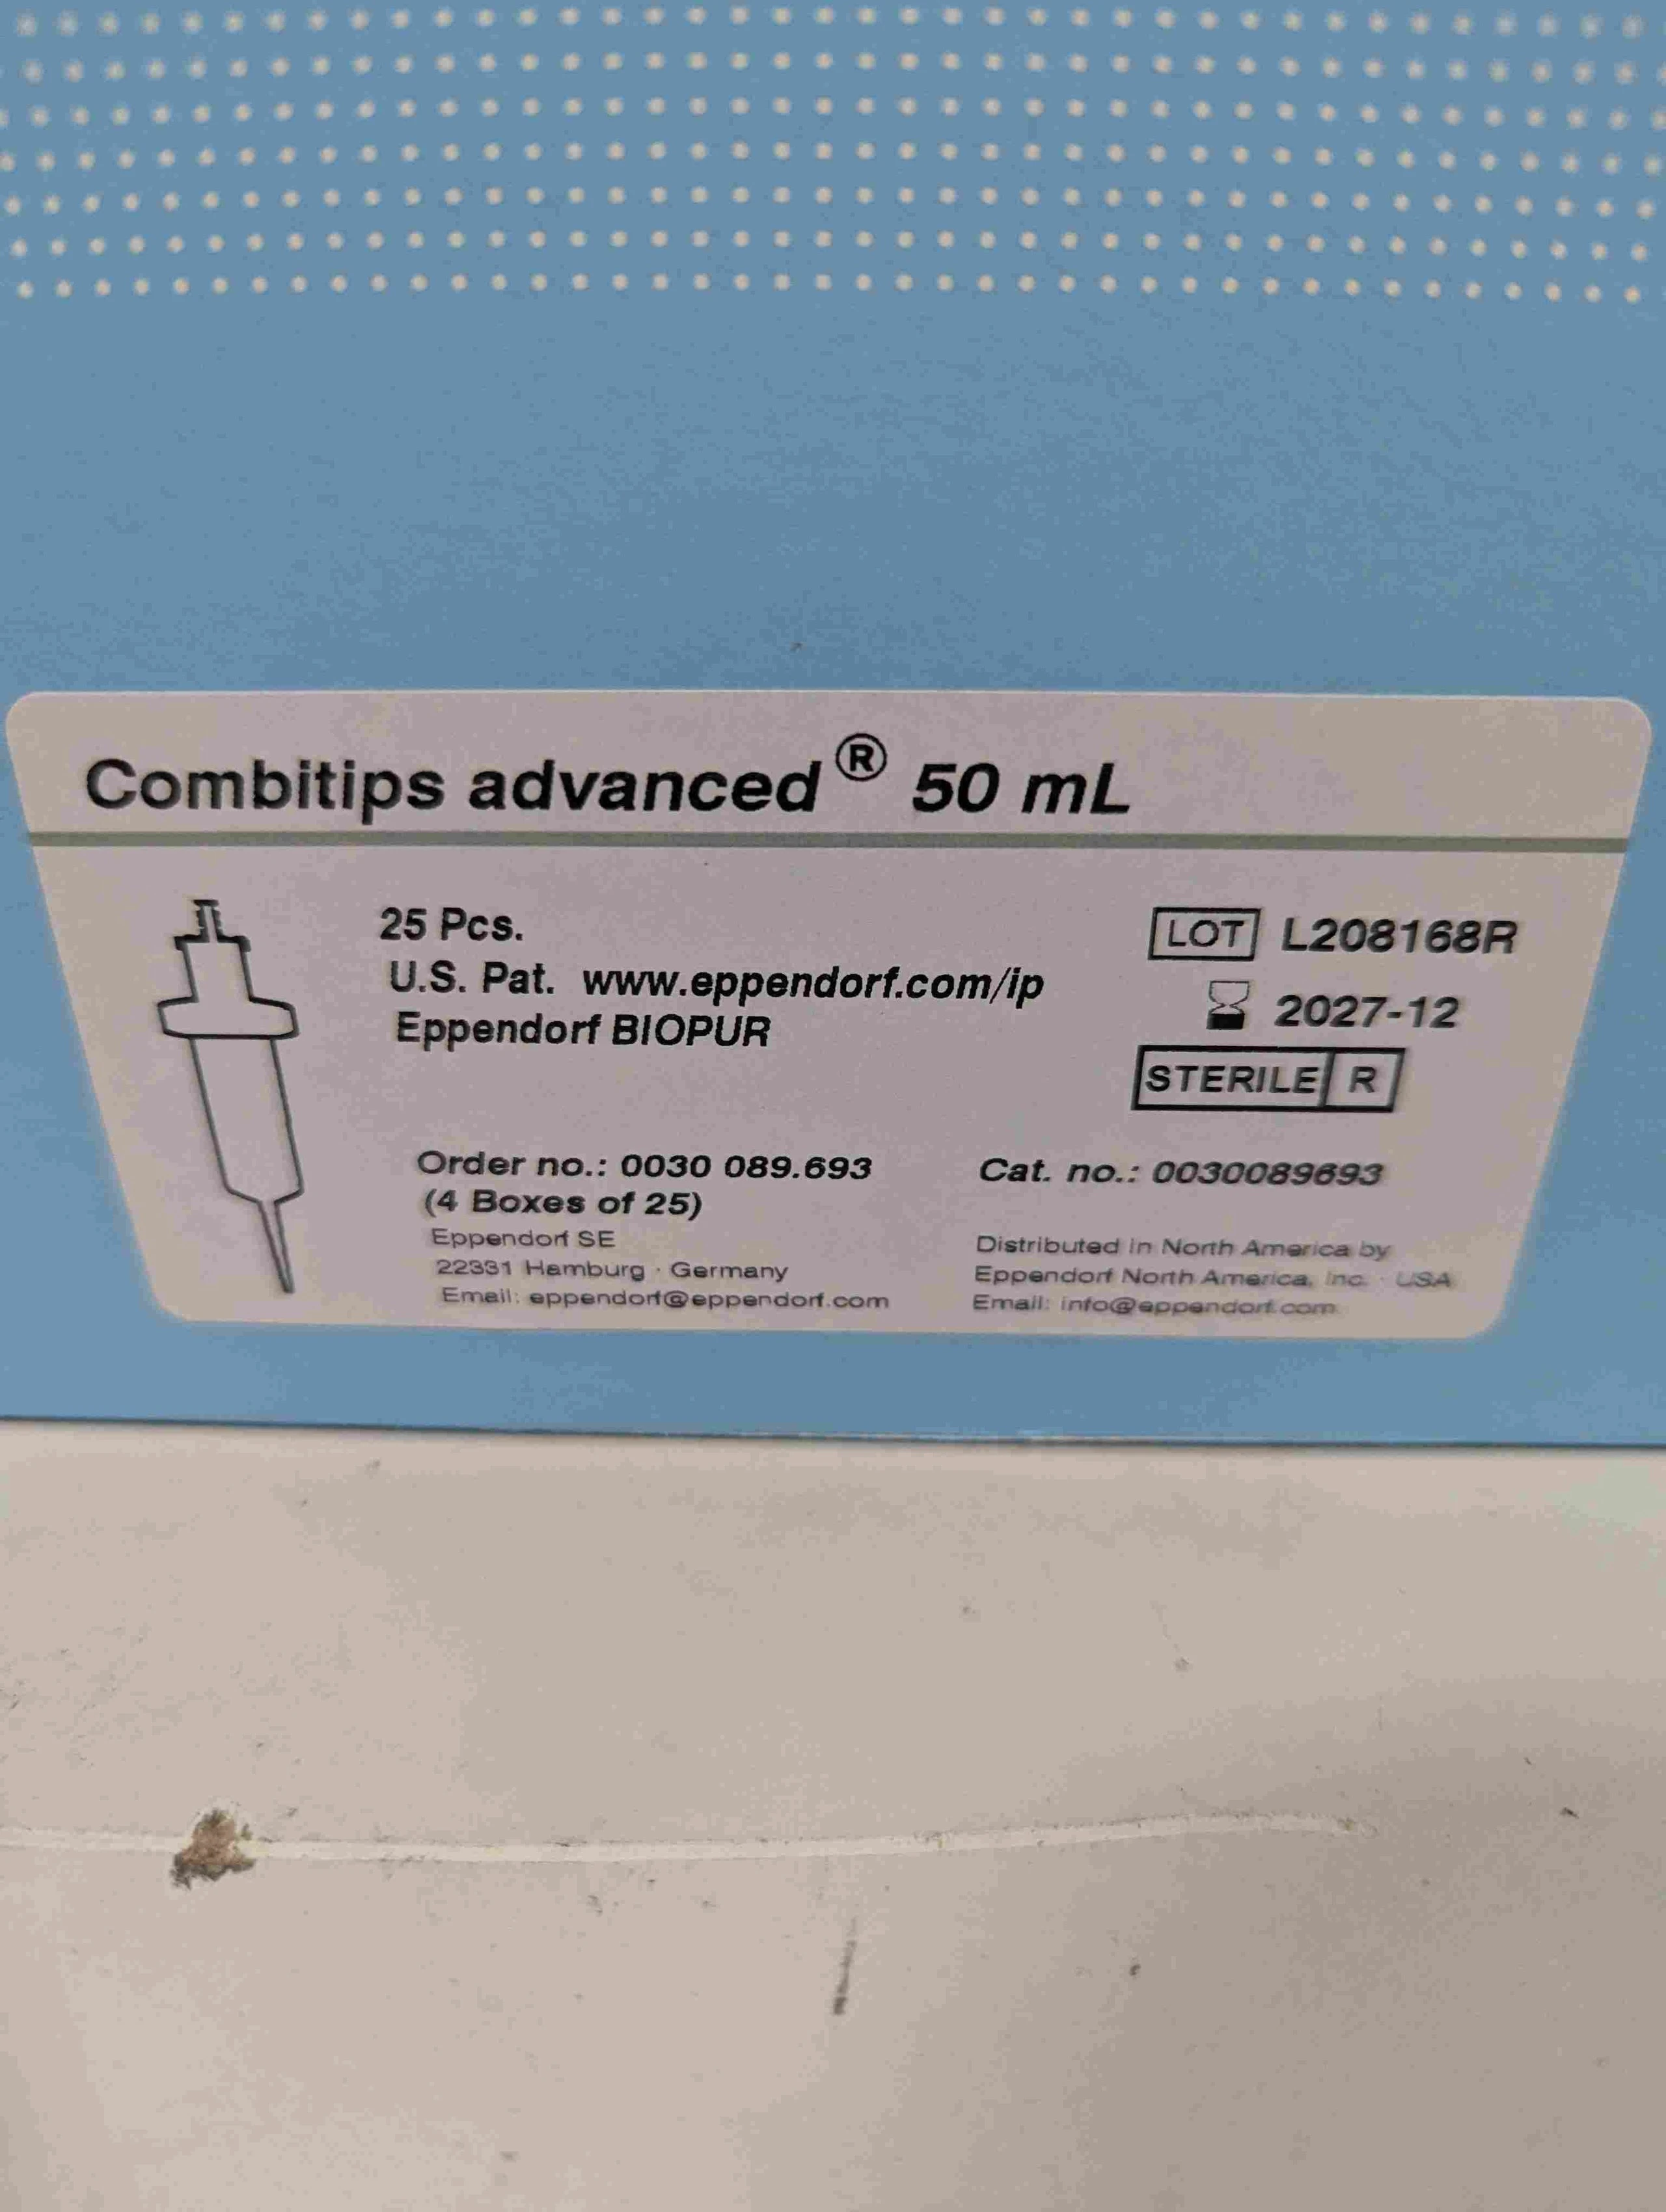 Combitips advanced® 50 mL
25 Pcs.
U.S. Pat. www.eppendorf.com/ip
Eppendorf BIOPUR
LOT L208168R
2027-12
STERILE R
Order no.: 0030 089.693
(4 Boxes of 25)
Eppendorf SE
22331 Hamburg · Germany
Email: eppendorf@eppendorf.com
Cat. no.: 0030089693
Distributed in North America by
Eppendorf North America, Inc. · USA
Email: info@eppendorf.com